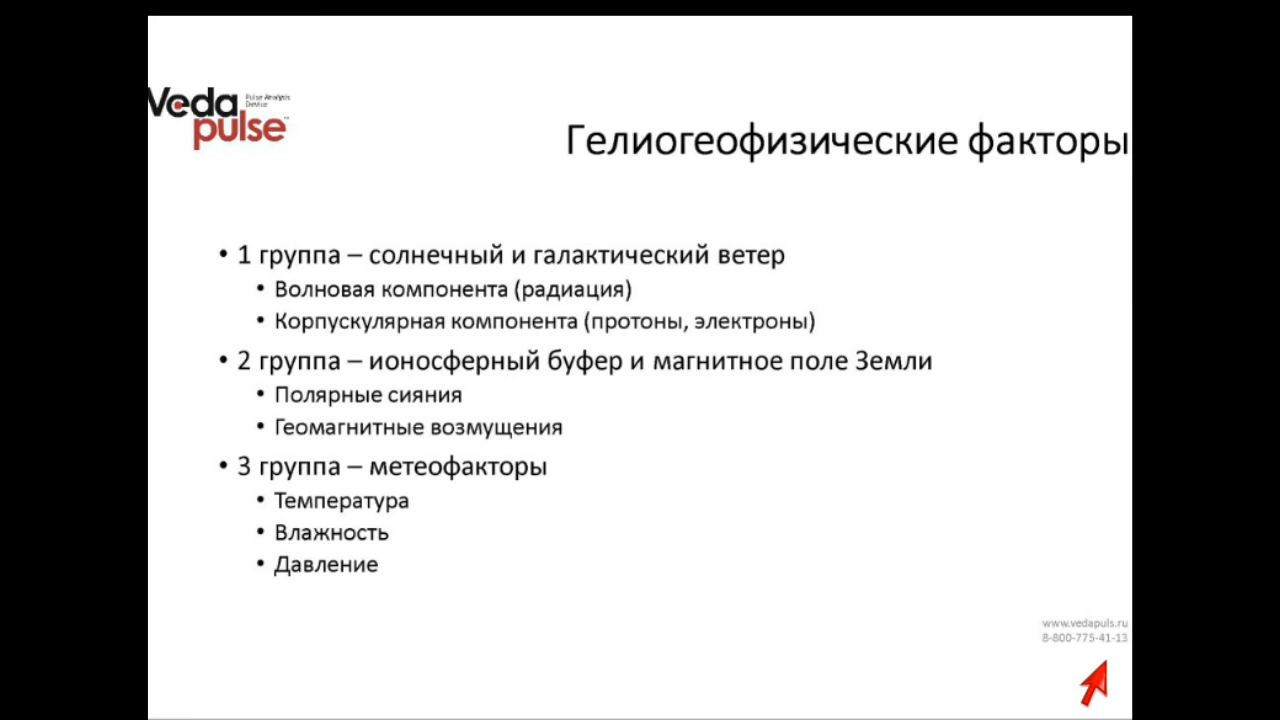 Veda
pulse
Pulse Analysis
Device
Гелиогеофизические факторы
• 1 группа – солнечный и галактический ветер
• Волновая компонента (радиация)
• Корпускулярная компонента (протоны, электроны)
• 2 группа – ионосферный буфер и магнитное поле Земли
• Полярные сияния
• Геомагнитные возмущения
• 3 группа – метеофакторы
• Температура
• Влажность
• Давление
www.vedapuls.ru
8-800-775-41-13